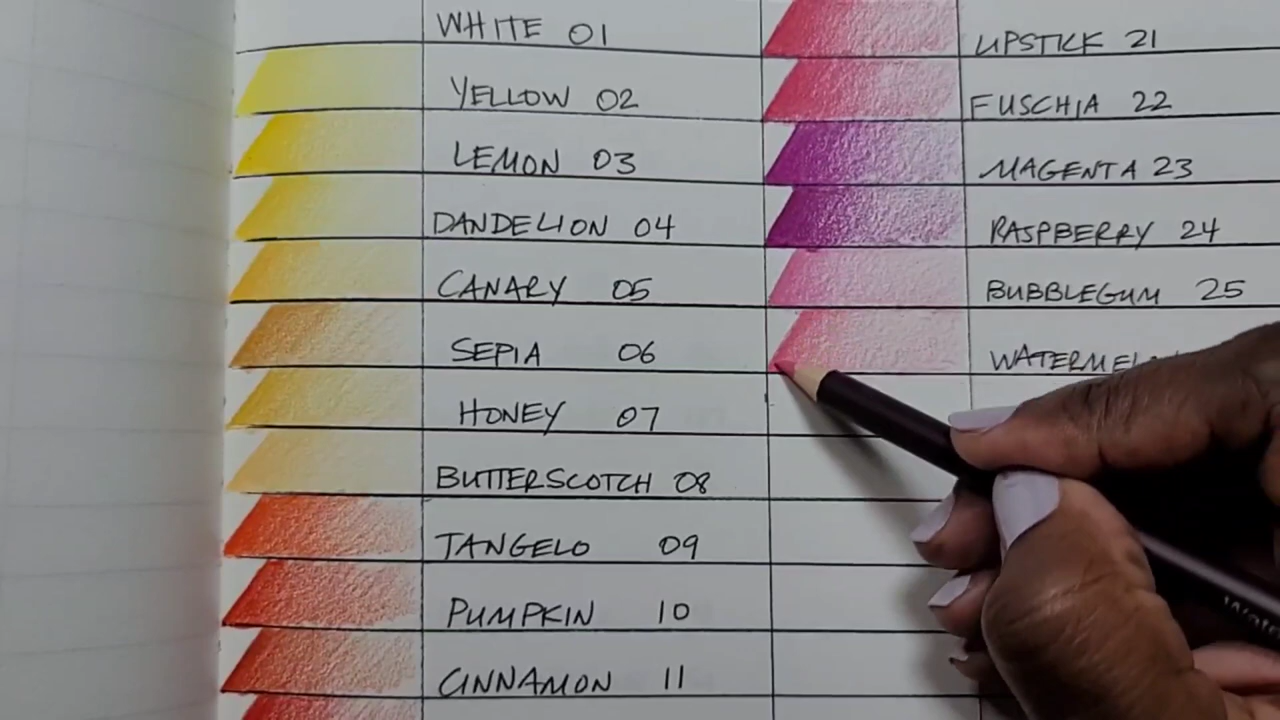 WHITE 01
YELLOW 02
LEMON 03
DANDELION 04
CANARY 05
SEPIA 06
HONEY 07
BUTTERSCOTCH 08
TANGELO 09
PUMPKIN 10
CINNAMON 11
LIPSTICK 21
FUSCHIA 22
MAGENTA 23
RASPBERRY 24
BUBBLEGUM 25